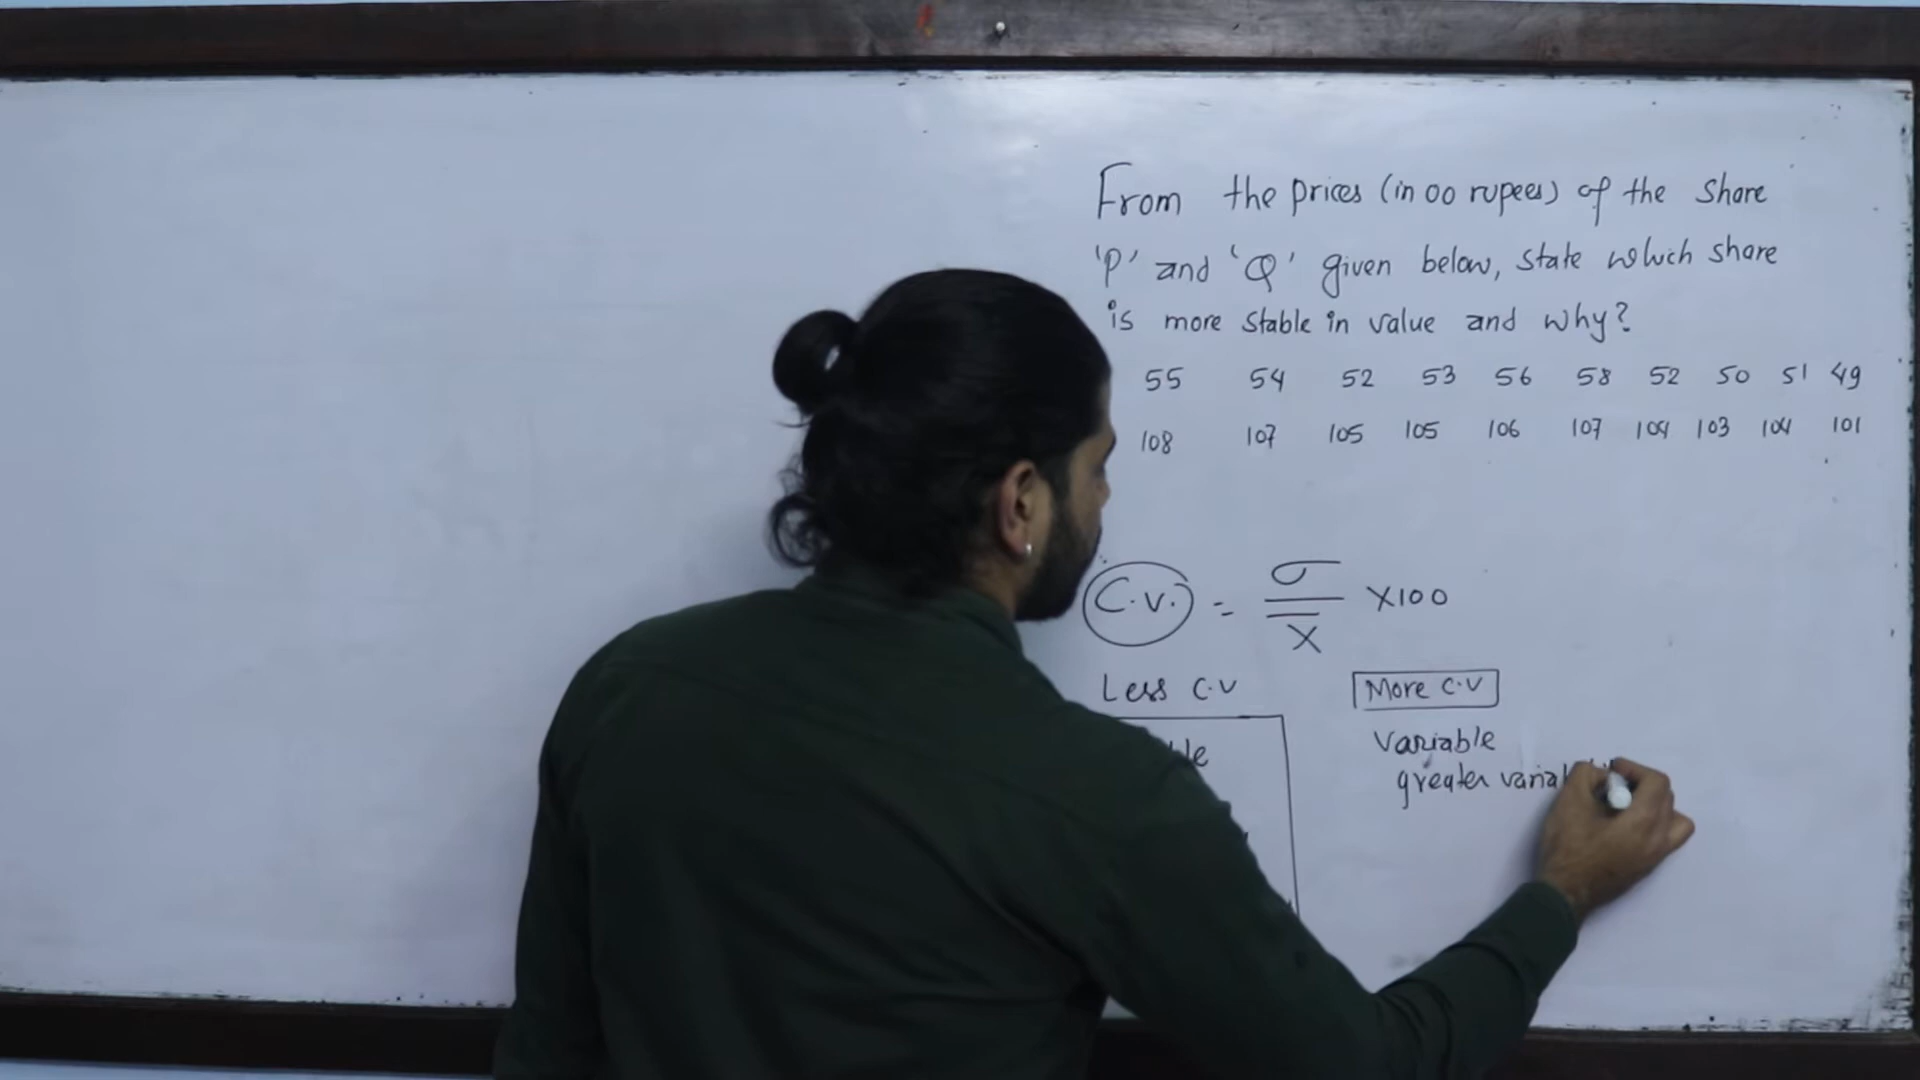 From the prices (in 00 rupees) of the Share
'P' and 'Q' given below, state which share
is more stable in value and why?
55 54 52 53 56 58 52 50 51 49
108 107 105 105 106 107 104 103 104 101
C.V. = σ / X̅ ×100
Less C.V
More C.V
Variable
greater